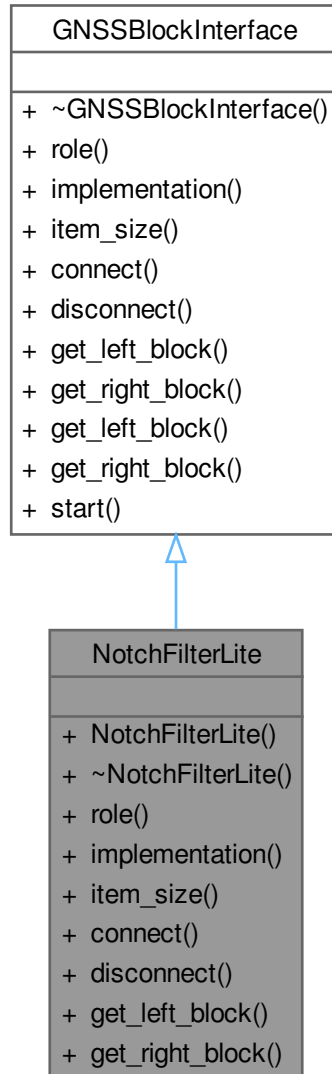 GNSSBlockInterface
+ ~GNSSBlockInterface()
+ role()
+ implementation()
+ item_size()
+ connect()
+ disconnect()
+ get_left_block()
+ get_right_block()
+ get_left_block()
+ get_right_block()
+ start()
NotchFilterLite
+ NotchFilterLite()
+ ~NotchFilterLite()
+ role()
+ implementation()
+ item_size()
+ connect()
+ disconnect()
+ get_left_block()
+ get_right_block()